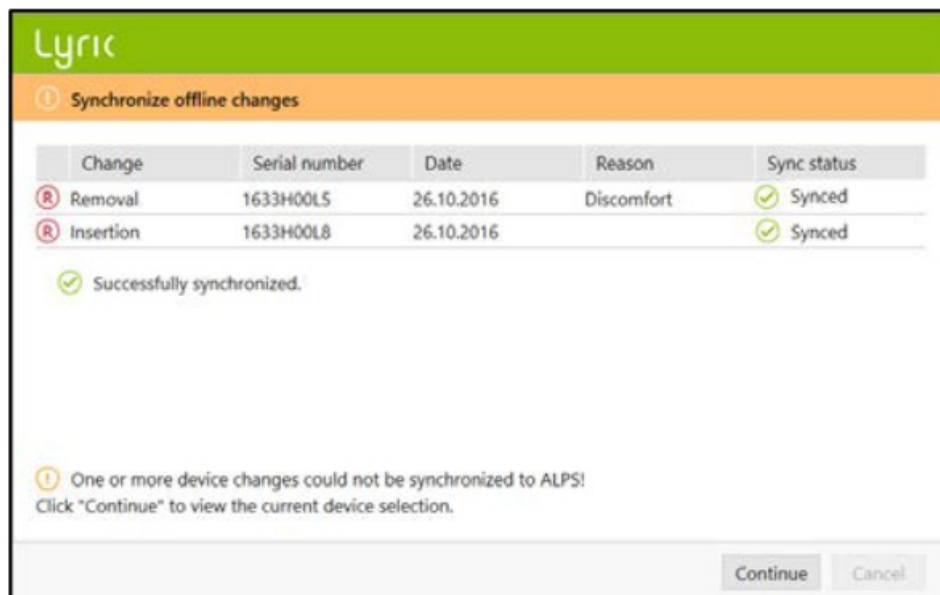 Lyric
Synchronize offline changes
Change Serial number Date Reason Sync status
R Removal 1633H00L5 26.10.2016 Discomfort Synced
R Insertion 1633H00L8 26.10.2016 Synced
Successfully synchronized.
! One or more device changes could not be synchronized to ALPS!
Click "Continue" to view the current device selection.
Continue Cancel